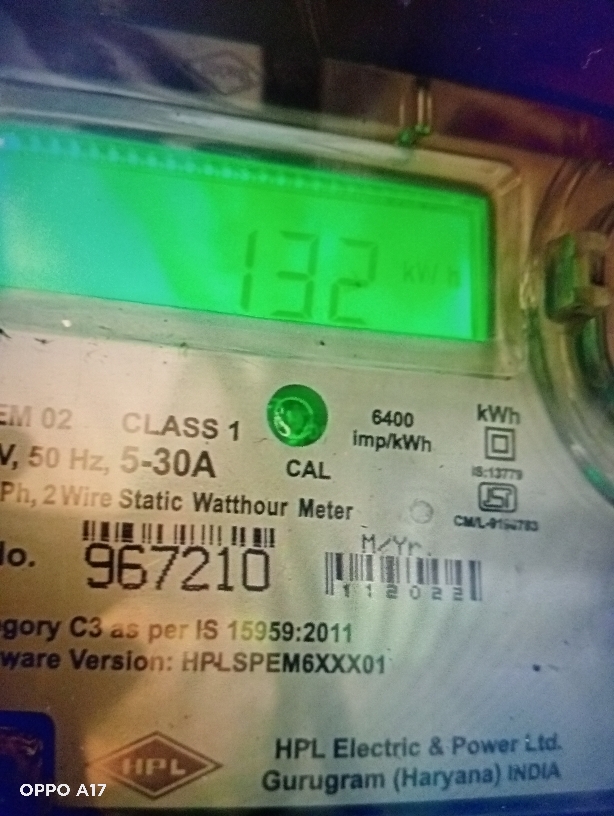 132 kWh
EM 02 CLASS 1
6400
imp/kWh
kWh
V, 50 Hz, 5-30A
CAL
IS:13779
Ph, 2 Wire Static Watthour Meter
No. 967210
M/Yr.
112022
gory C3 as per IS 15959:2011
ware Version: HPLSPEM6XXX01
HPL
HPL Electric & Power Ltd.
Gurugram (Haryana) INDIA
OPPO A17